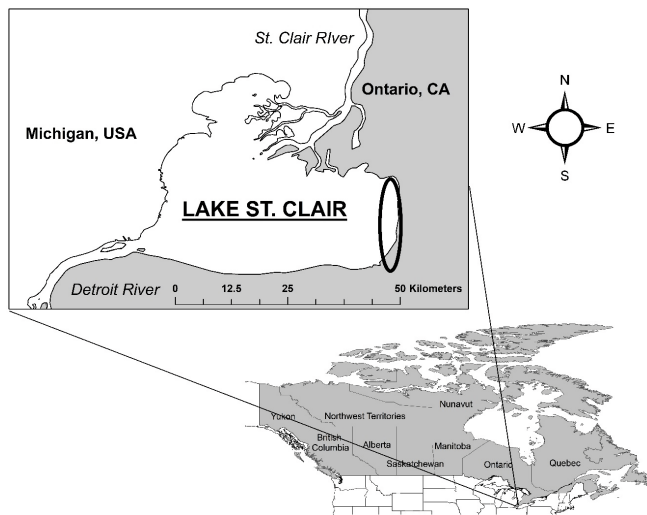 St. Clair RIver
Ontario, CA
Michigan, USA
LAKE ST. CLAIR
Detroit River
0 12.5 25 50 Kilometers
N
W E
S
Nunavut
Yukon
Northwest Territories
British
Columbia
Alberta
Manitoba
Saskatchewan
Ontario
Quebec